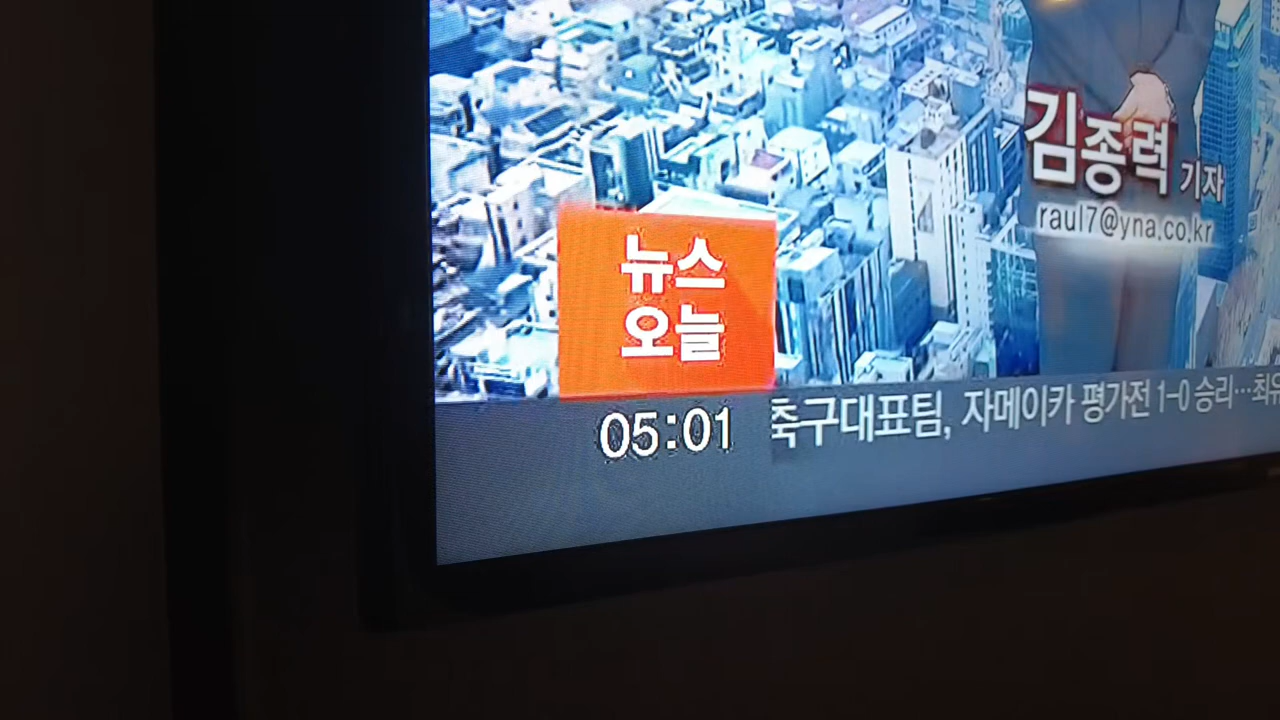 김종력 기자
raul7@yna.co.kr
뉴스
오늘
05:01 축구대표팀, 자메이카 평가전 1-0 승리…최